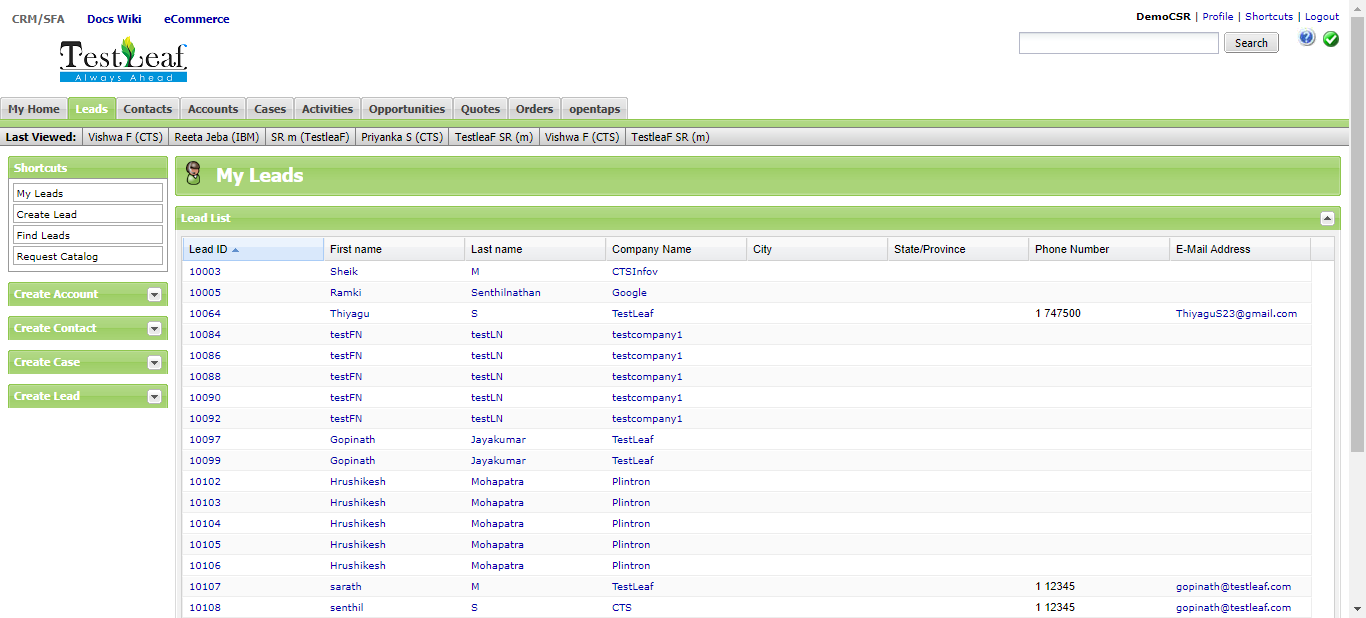 CRM/SFA Docs Wiki eCommerce
DemoCSR | Profile | Shortcuts | Logout
Search
TestLeaf
Always Ahead
My Home Leads Contacts Accounts Cases Activities Opportunities Quotes Orders opentaps
Last Viewed: Vishwa F (CTS) Reeta Jeba (IBM) SR m (TestleaF) Priyanka S (CTS) TestleaF SR (m) Vishwa F (CTS) TestleaF SR (m)
Shortcuts
My Leads
Create Lead
Find Leads
Request Catalog
Create Account
Create Contact
Create Case
Create Lead
My Leads
Lead List
Lead ID First name Last name Company Name City State/Province Phone Number E-Mail Address
10003 Sheik M CTSInfov
10005 Ramki Senthilnathan Google
10064 Thiyagu S TestLeaf 1 747500 ThiyaguS23@gmail.com
10084 testFN testLN testcompany1
10086 testFN testLN testcompany1
10088 testFN testLN testcompany1
10090 testFN testLN testcompany1
10092 testFN testLN testcompany1
10097 Gopinath Jayakumar TestLeaf
10099 Gopinath Jayakumar TestLeaf
10102 Hrushikesh Mohapatra Plintron
10103 Hrushikesh Mohapatra Plintron
10104 Hrushikesh Mohapatra Plintron
10105 Hrushikesh Mohapatra Plintron
10106 Hrushikesh Mohapatra Plintron
10107 sarath M TestLeaf 1 12345 gopinath@testleaf.com
10108 senthil S CTS 1 12345 gopinath@testleaf.com